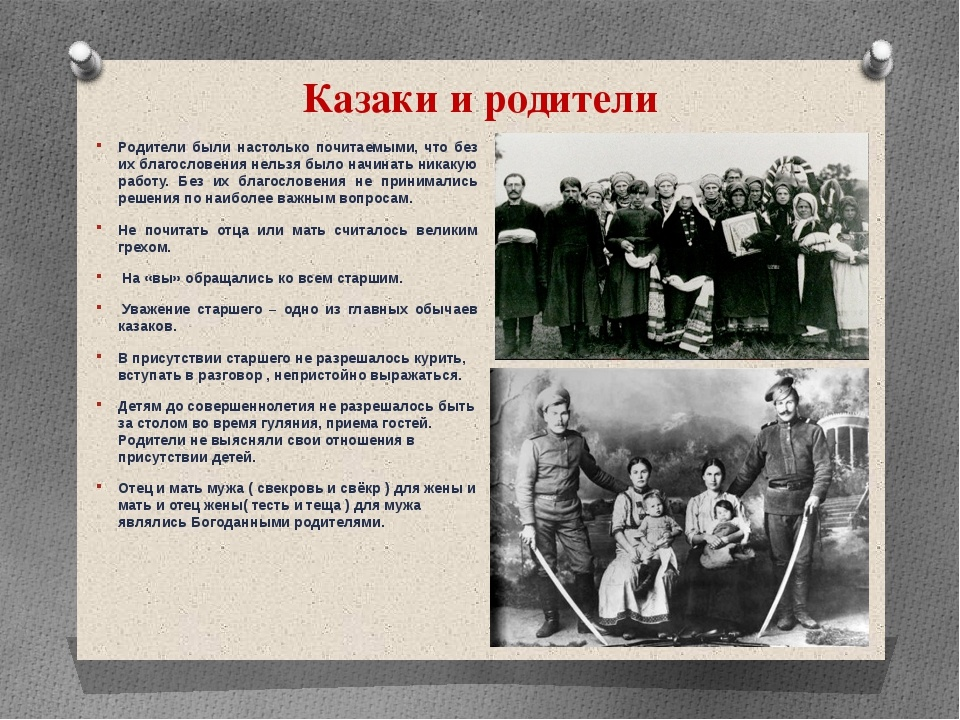 Казаки и родители
Родители были настолько почитаемыми, что без
их благословения нельзя было начинать никакую
работу. Без их благословения не принимались
решения по наиболее важным вопросам.
Не почитать отца или мать считалось великим
грехом.
На «вы» обращались ко всем старшим.
Уважение старшего – одно из главных обычаев
казаков.
В присутствии старшего не разрешалось курить,
вступать в разговор , непристойно выражаться.
Детям до совершеннолетия не разрешалось быть
за столом во время гуляния, приема гостей.
Родители не выясняли свои отношения в
присутствии детей.
Отец и мать мужа ( свекровь и свёкр ) для жены и
мать и отец жены( тесть и теща ) для мужа
являлись Богоданными родителями.